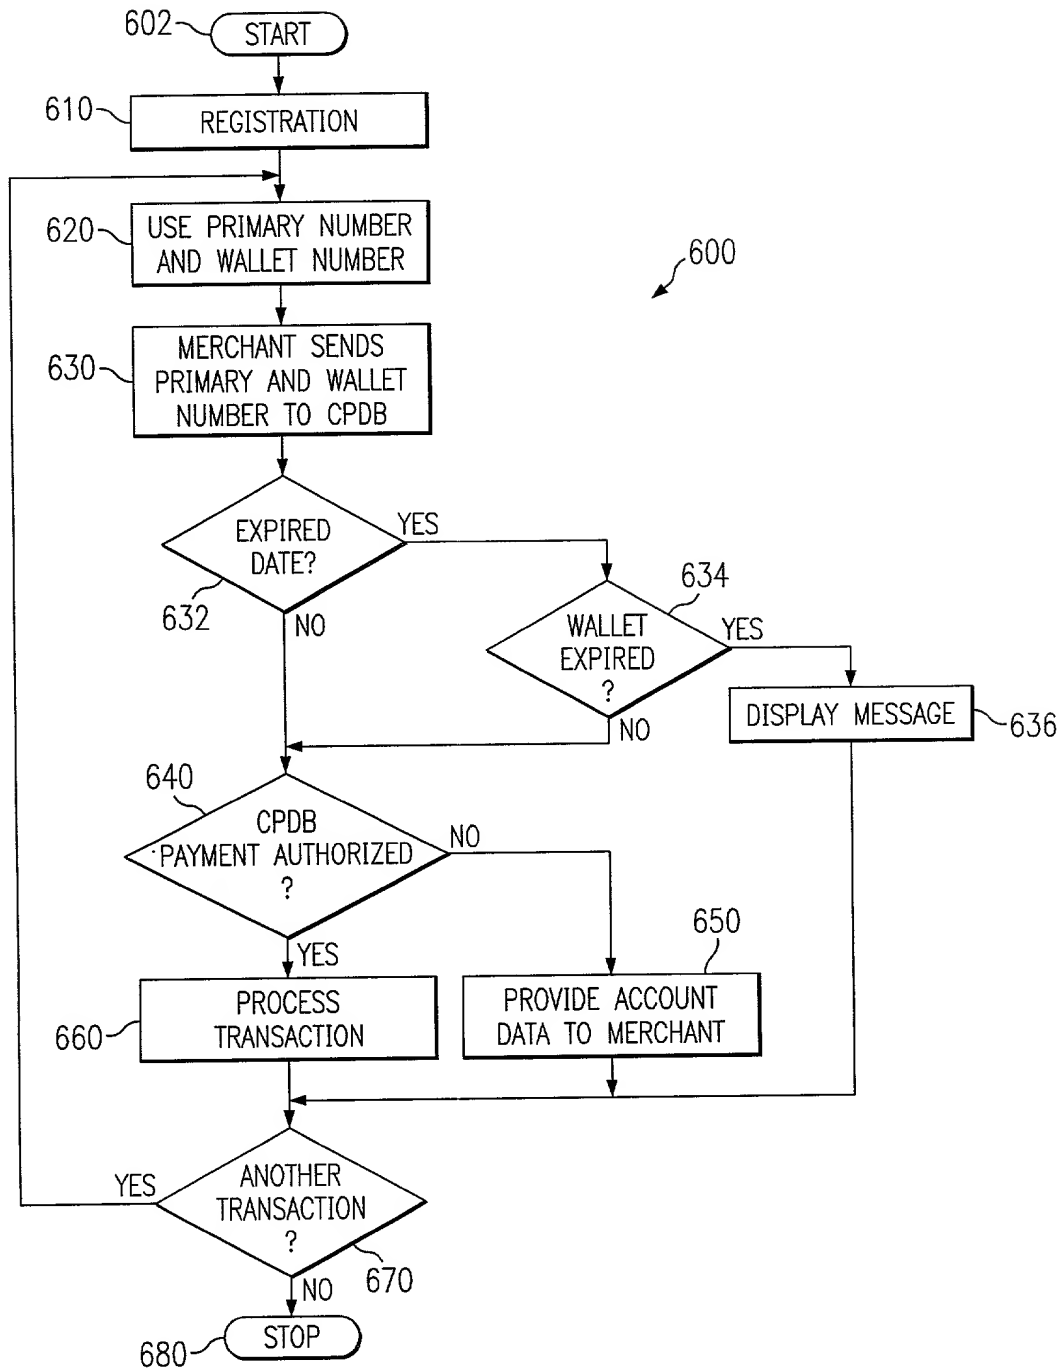 602
START
610
REGISTRATION
620
USE PRIMARY NUMBER
AND WALLET NUMBER
600
630
MERCHANT SENDS
PRIMARY AND WALLET
NUMBER TO CPDB
EXPIRED
DATE?
YES
632
NO
634
WALLET
EXPIRED
?
YES
NO
DISPLAY MESSAGE
636
640
CPDB
PAYMENT AUTHORIZED
?
NO
YES
650
660
PROCESS
TRANSACTION
PROVIDE ACCOUNT
DATA TO MERCHANT
YES
ANOTHER
TRANSACTION
?
670
NO
680
STOP